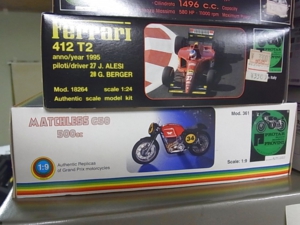 1496 c.c.
Ferrari
412 T2
anno/year 1995
piloti/driver 27 J. ALESI
28 G. BERGER
Mod. 18264 scale 1:24
Authentic scale model kit
MATCHLESS G50
500cc
1:9
Authentic Replicas
of Grand Prix motorcycles
34
Mod. 361
Scale: 1:9